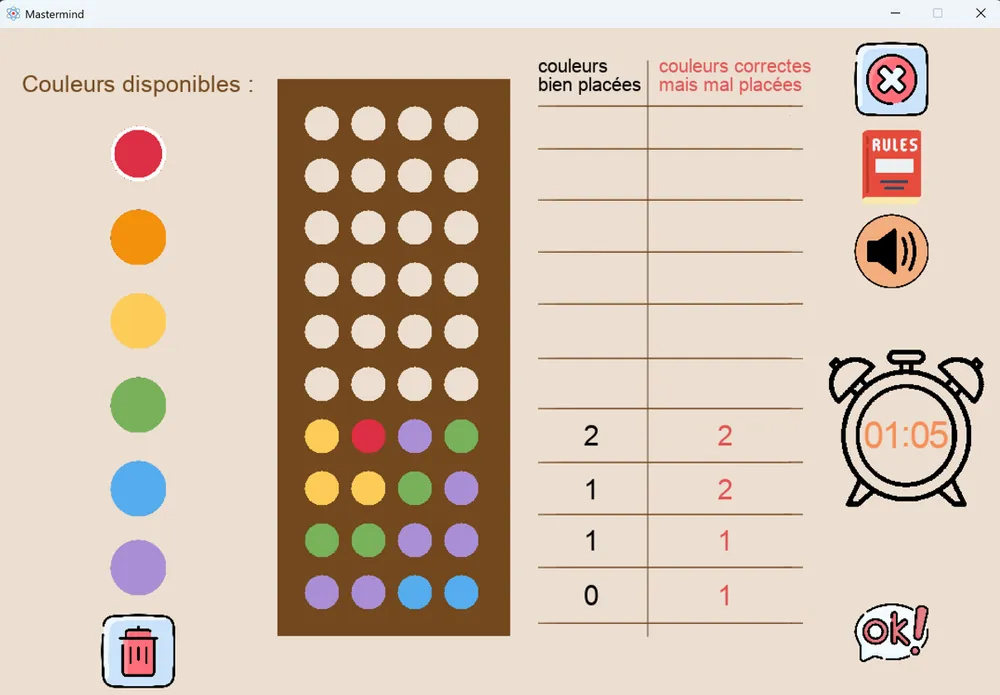 Mastermind
Couleurs disponibles :
couleurs
bien placées
couleurs correctes
mais mal placées
RULES
01:05
2 2
1 2
1 1
0 1
ok!